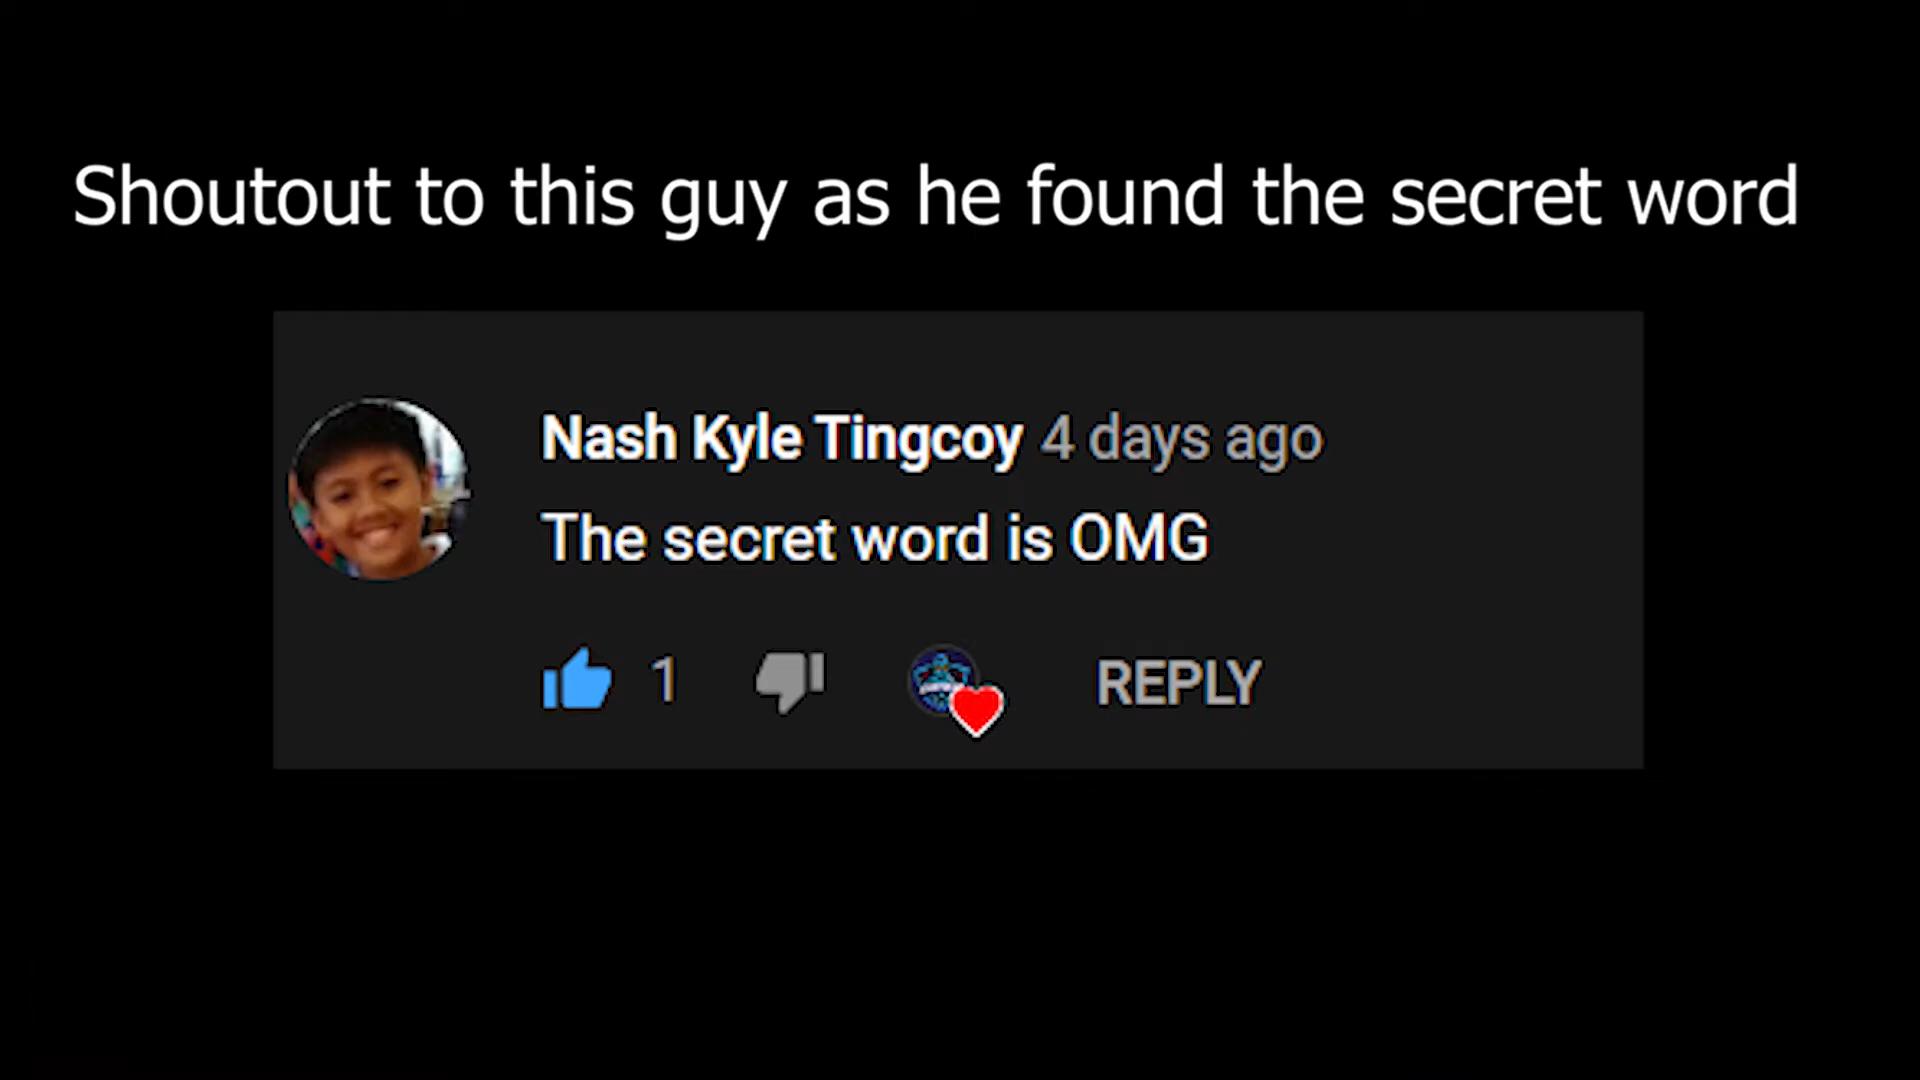 Shoutout to this guy as he found the secret word
Nash Kyle Tingcoy 4 days ago
The secret word is OMG
1 REPLY